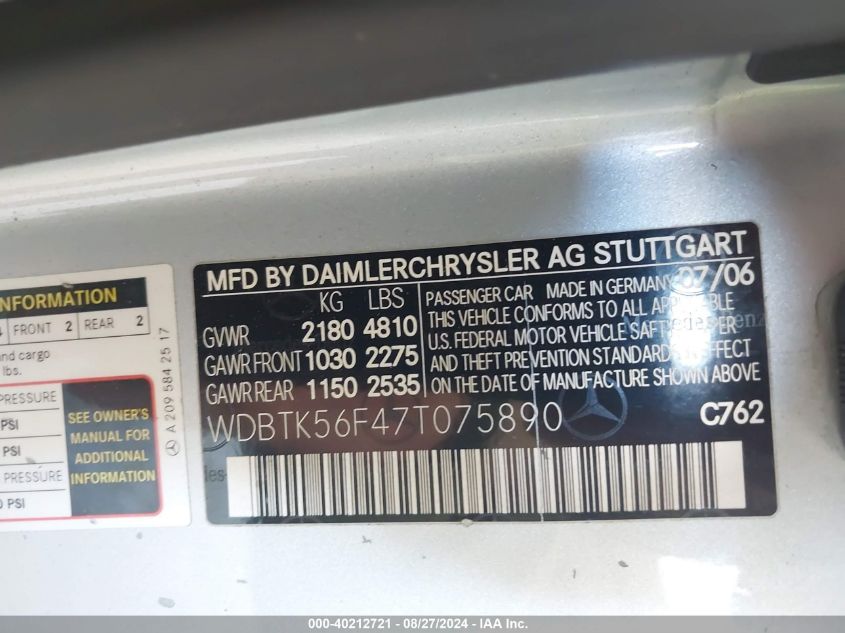 MFD BY DAIMLERCHRYSLER AG STUTTGART
KG LBS
GVWR 2180 4810
GAWR FRONT 1030 2275
GAWR REAR 1150 2535
PASSENGER CAR MADE IN GERMANY 07/06
THIS VEHICLE CONFORMS TO ALL APPLICABLE
U.S. FEDERAL MOTOR VEHICLE SAFETY BUMPER
AND THEFT PREVENTION STANDARDS IN EFFECT
ON THE DATE OF MANUFACTURE SHOWN ABOVE
WDBTK56F47T075890
C762
INFORMATION
FRONT 2 REAR 2
and cargo
lbs.
PRESSURE
PSI
PSI
PRESSURE
PSI
SEE OWNER'S
MANUAL FOR
ADDITIONAL
INFORMATION
A 209 584 25 17
000-40212721 - 08/27/2024 - IAA Inc.